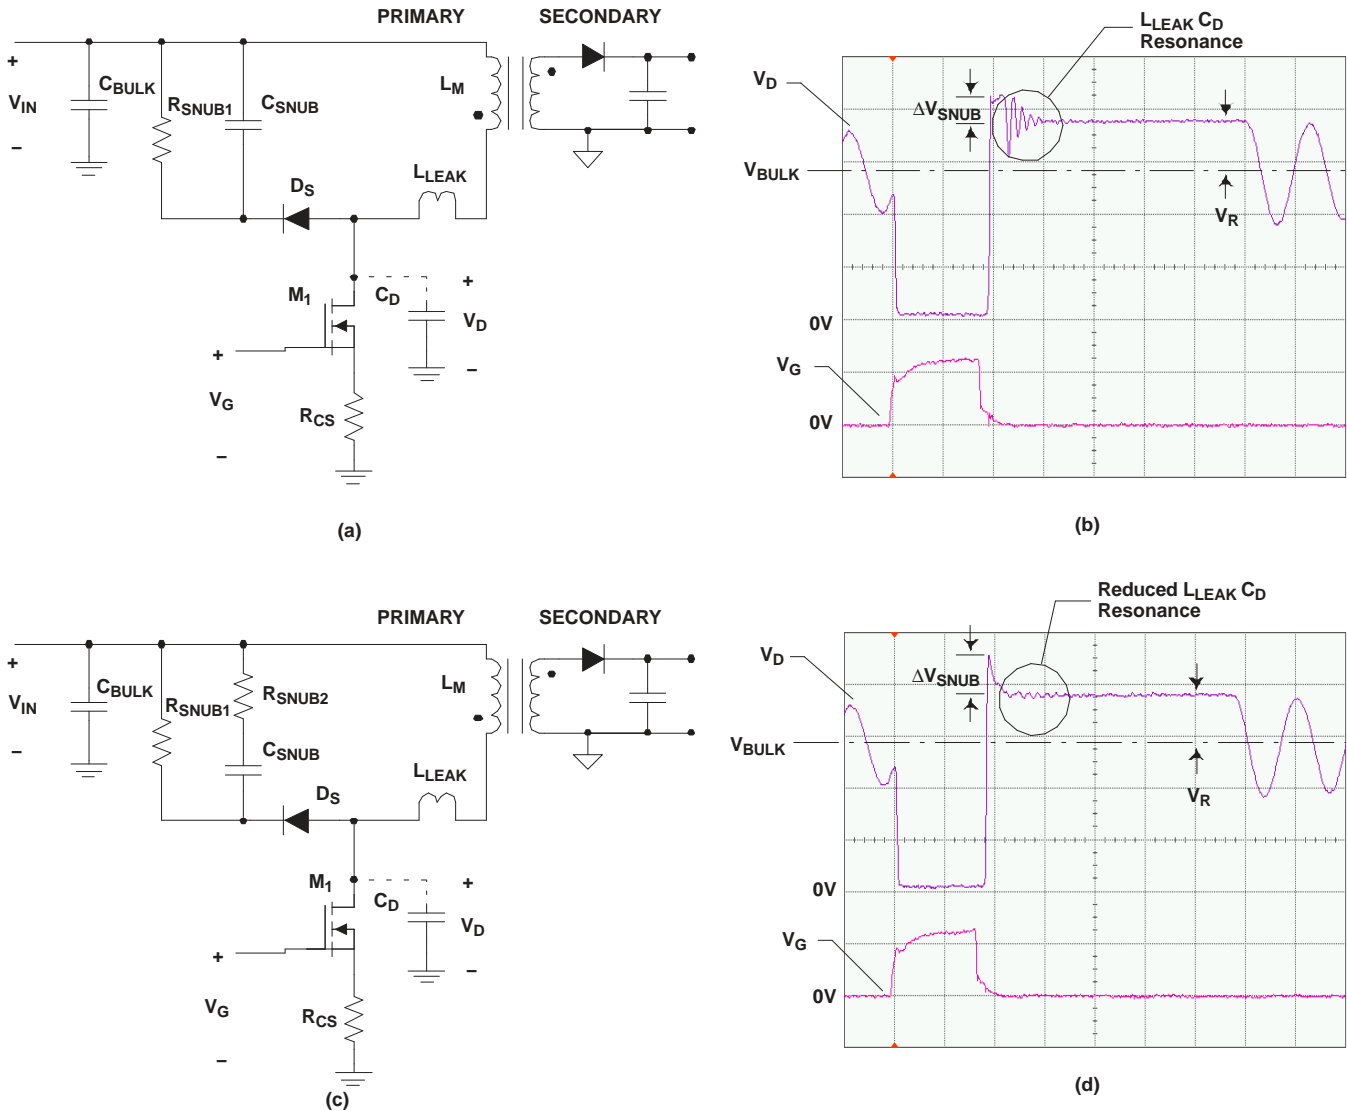 PRIMARY SECONDARY
+
VIN
−
CBULK
RSNUB1
CSNUB
LM
LLEAK
DS
M1
CD
+
VD
−
+
VG
−
RCS
(a)
LLEAK CD
Resonance
VD
ΔVSNUB
VBULK
VR
0V
VG
0V
(b)
PRIMARY SECONDARY
+
VIN
−
CBULK
RSNUB1
RSNUB2
CSNUB
LM
LLEAK
DS
M1
CD
+
VD
−
+
VG
−
RCS
(c)
Reduced LLEAK CD
Resonance
VD
ΔVSNUB
VBULK
VR
0V
VG
0V
(d)